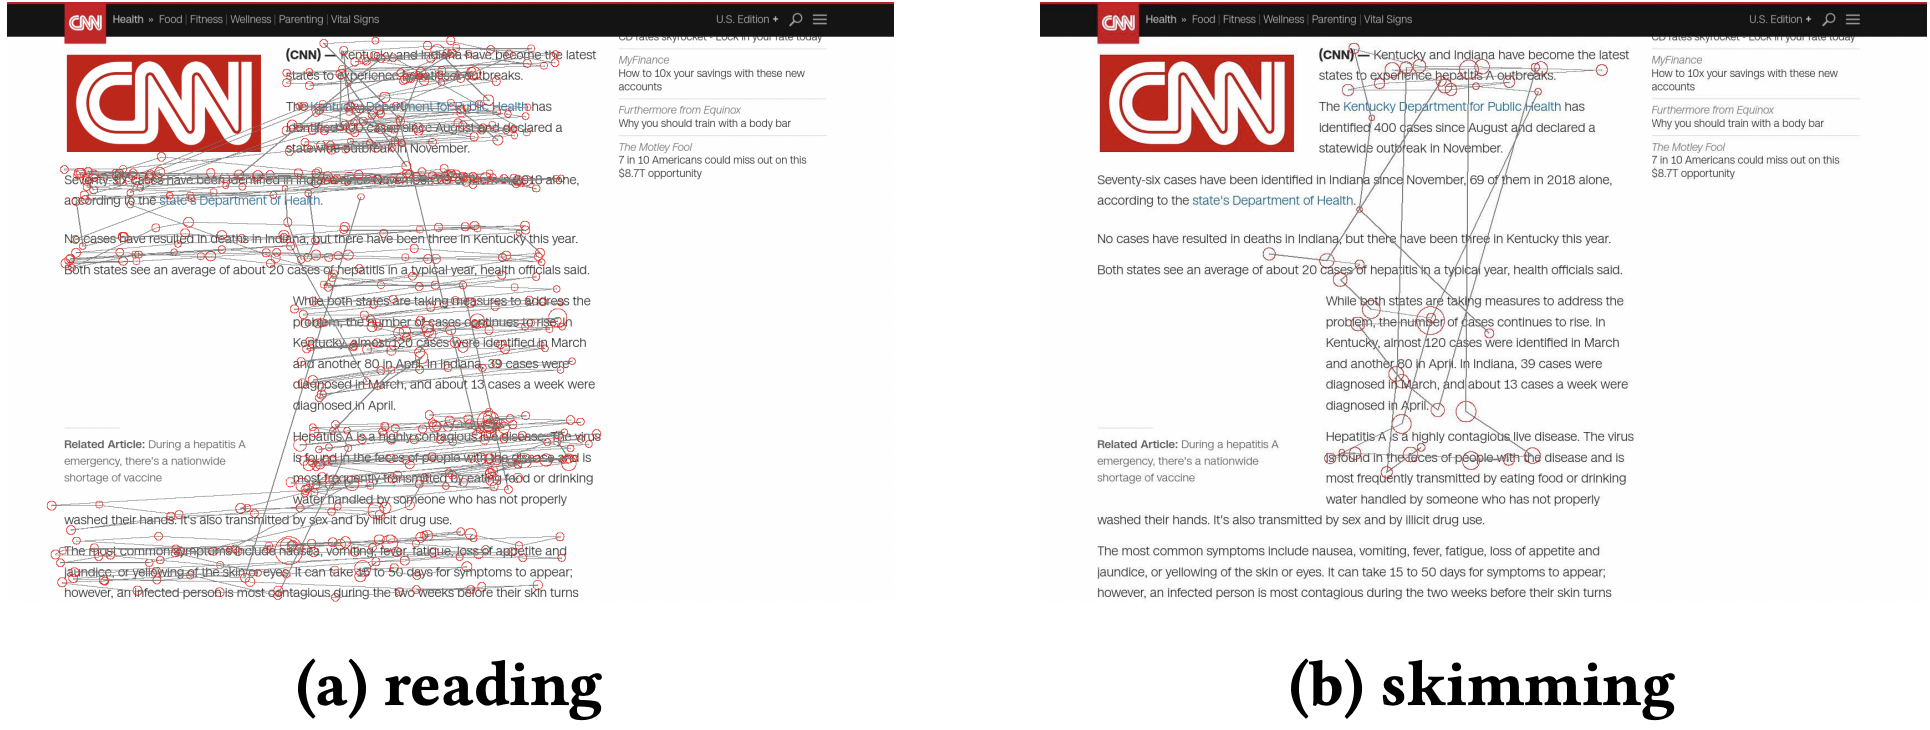 CNN Health » Food | Fitness | Wellness | Parenting | Vital Signs U.S. Edition +
CNN
(CNN) — Kentucky and Indiana have become the latest
states to experience hepatitis A outbreaks.
The Kentucky Department for Public Health has
identified 400 cases since August and declared a
statewide outbreak in November.
Seventy-six cases have been identified in Indiana since November, 69 of them in 2018 alone,
according to the state's Department of Health.
No cases have resulted in deaths in Indiana, but there have been three in Kentucky this year.
Both states see an average of about 20 cases of hepatitis in a typical year, health officials said.
While both states are taking measures to address the
problem, the number of cases continues to rise. In
Kentucky, almost 120 cases were identified in March
and another 80 in April. In Indiana, 39 cases were
diagnosed in March, and about 13 cases a week were
diagnosed in April.
Related Article: During a hepatitis A
emergency, there's a nationwide
shortage of vaccine
Hepatitis A is a highly contagious live disease. The virus
is found in the feces of people with the disease and is
most frequently transmitted by eating food or drinking
water handled by someone who has not properly
washed their hands. It's also transmitted by sex and by illicit drug use.
The most common symptoms include nausea, vomiting, fever, fatigue, loss of appetite and
jaundice, or yellowing of the skin or eyes. It can take 15 to 50 days for symptoms to appear;
however, an infected person is most contagious during the two weeks before their skin turns
CD rates skyrocket - Lock in your rate today
MyFinance
How to 10x your savings with these new
accounts
Furthermore from Equinox
Why you should train with a body bar
The Motley Fool
7 in 10 Americans could miss out on this
$8.7T opportunity
(a) reading
CNN Health » Food | Fitness | Wellness | Parenting | Vital Signs U.S. Edition +
CNN
(CNN) — Kentucky and Indiana have become the latest
states to experience hepatitis A outbreaks.
The Kentucky Department for Public Health has
identified 400 cases since August and declared a
statewide outbreak in November.
Seventy-six cases have been identified in Indiana since November, 69 of them in 2018 alone,
according to the state's Department of Health.
No cases have resulted in deaths in Indiana, but there have been three in Kentucky this year.
Both states see an average of about 20 cases of hepatitis in a typical year, health officials said.
While both states are taking measures to address the
problem, the number of cases continues to rise. In
Kentucky, almost 120 cases were identified in March
and another 80 in April. In Indiana, 39 cases were
diagnosed in March, and about 13 cases a week were
diagnosed in April.
Related Article: During a hepatitis A
emergency, there's a nationwide
shortage of vaccine
Hepatitis A is a highly contagious live disease. The virus
is found in the feces of people with the disease and is
most frequently transmitted by eating food or drinking
water handled by someone who has not properly
washed their hands. It's also transmitted by sex and by illicit drug use.
The most common symptoms include nausea, vomiting, fever, fatigue, loss of appetite and
jaundice, or yellowing of the skin or eyes. It can take 15 to 50 days for symptoms to appear;
however, an infected person is most contagious during the two weeks before their skin turns
CD rates skyrocket - Lock in your rate today
MyFinance
How to 10x your savings with these new
accounts
Furthermore from Equinox
Why you should train with a body bar
The Motley Fool
7 in 10 Americans could miss out on this
$8.7T opportunity
(b) skimming